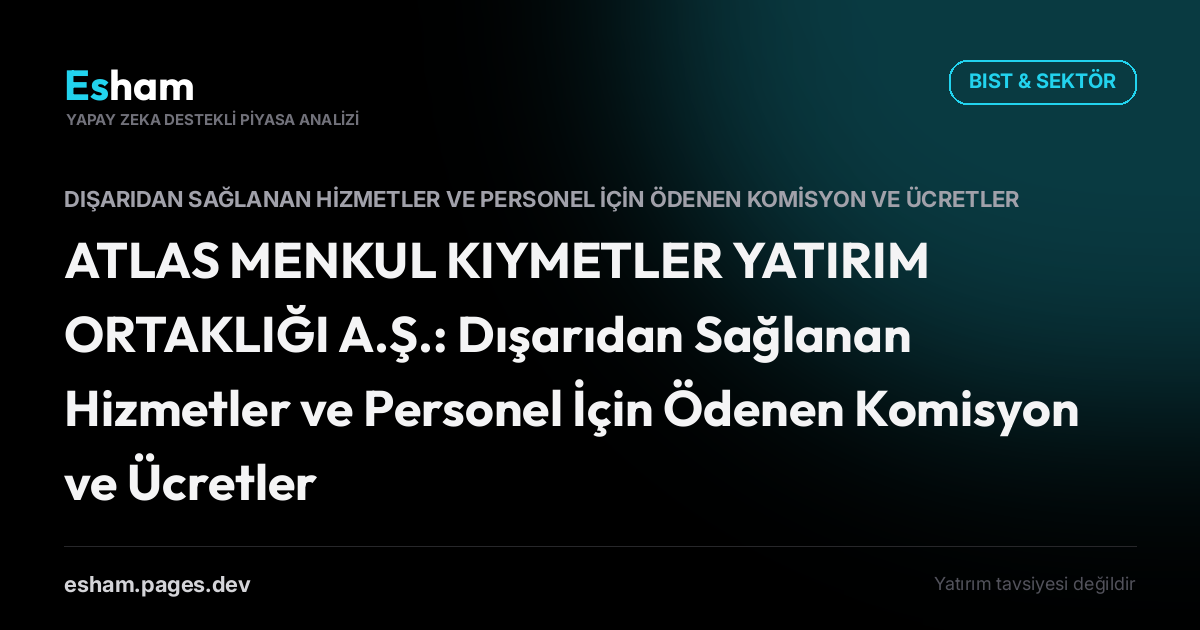 Esham
YAPAY ZEKA DESTEKLİ PİYASA ANALİZİ
BIST & SEKTÖR
DIŞARIDAN SAĞLANAN HİZMETLER VE PERSONEL İÇİN ÖDENEN KOMİSYON VE ÜCRETLER
ATLAS MENKUL KIYMETLER YATIRIM
ORTAKLIĞI A.Ş.: Dışarıdan Sağlanan
Hizmetler ve Personel İçin Ödenen Komisyon
ve Ücretler
esham.pages.dev
Yatırım tavsiyesi değildir